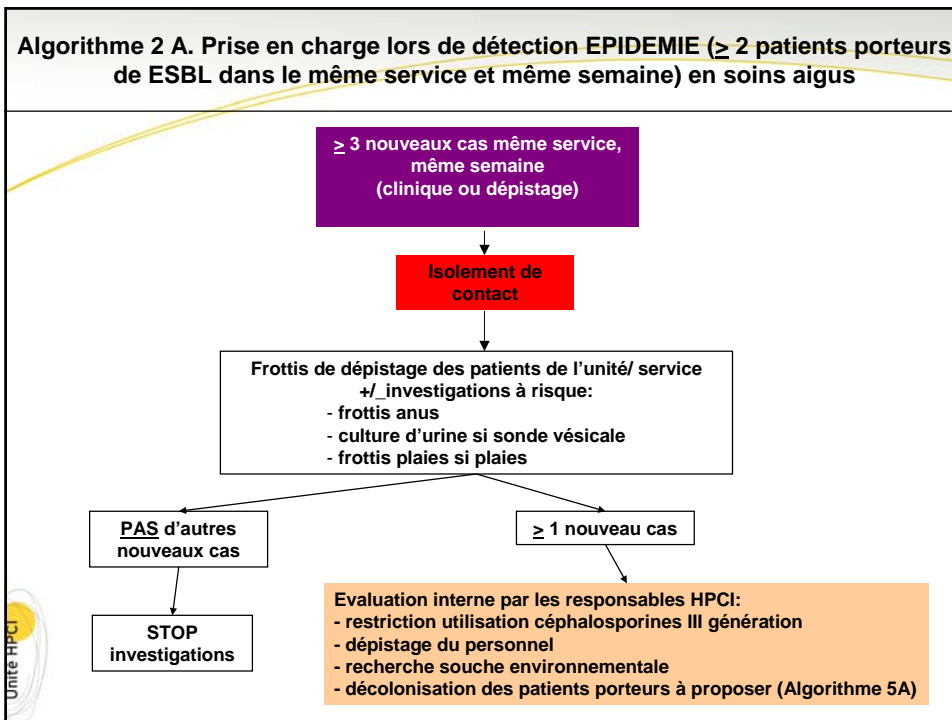 Algorithme 2 A. Prise en charge lors de détection EPIDEMIE (≥ 2 patients porteurs
de ESBL dans le même service et même semaine) en soins aigus
≥ 3 nouveaux cas même service,
même semaine
(clinique ou dépistage)
Isolement de
contact
Frottis de dépistage des patients de l'unité/ service
+/_investigations à risque:
- frottis anus
- culture d'urine si sonde vésicale
- frottis plaies si plaies
PAS d'autres
nouveaux cas
≥ 1 nouveau cas
STOP
investigations
Evaluation interne par les responsables HPCI:
- restriction utilisation céphalosporines III génération
- dépistage du personnel
- recherche souche environnementale
- décolonisation des patients porteurs à proposer (Algorithme 5A)
Unité HPCI